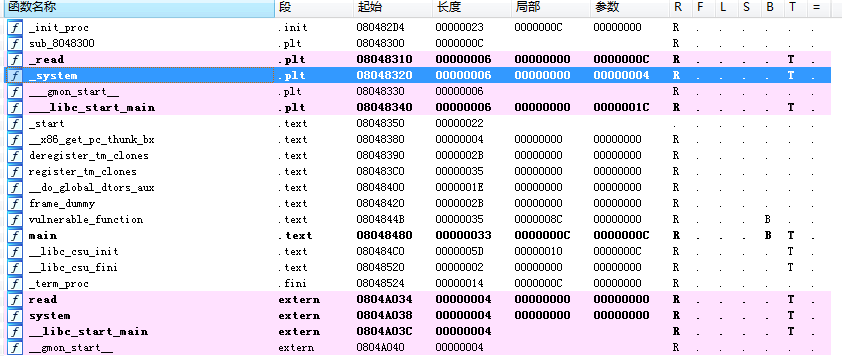 函数名称 段 起始 长度 局部 参数 R F L S B T =
f _init_proc .init 080482D4 00000023 0000000C 00000000 R . . . . . .
f sub_8048300 .plt 08048300 0000000C R . . . . . .
f _read .plt 08048310 00000006 00000000 0000000C R . . . . T .
f _system .plt 08048320 00000006 00000000 00000004 R . . . . T .
f ___gmon_start__ .plt 08048330 00000006 R . . . . . .
f ___libc_start_main .plt 08048340 00000006 00000000 0000001C R . . . . T .
f _start .text 08048350 00000022 . . . . . . .
f __x86_get_pc_thunk_bx .text 08048380 00000004 00000000 00000000 R . . . . . .
f deregister_tm_clones .text 08048390 0000002B 00000000 00000000 R . . . . . .
f register_tm_clones .text 080483C0 00000035 00000000 00000000 R . . . . . .
f __do_global_dtors_aux .text 08048400 0000001E 00000000 00000000 R . . . . . .
f frame_dummy .text 08048420 0000002B 00000000 00000000 R . . . . . .
f vulnerable_function .text 0804844B 00000035 0000008C 00000000 R . . . B . .
f main .text 08048480 00000033 0000000C 0000000C R . . . B T .
f __libc_csu_init .text 080484C0 0000005D 00000010 0000000C R . . . . T .
f __libc_csu_fini .text 08048520 00000002 00000000 00000000 R . . . . T .
f _term_proc .fini 08048524 00000014 0000000C 00000000 R . . . . . .
f read extern 0804A034 00000004 00000000 0000000C R . . . . T .
f system extern 0804A038 00000004 00000000 00000004 R . . . . T .
f __libc_start_main extern 0804A03C 00000004 R . . . . T .
f __gmon_start__ extern 0804A040 00000004 R . . . . . .